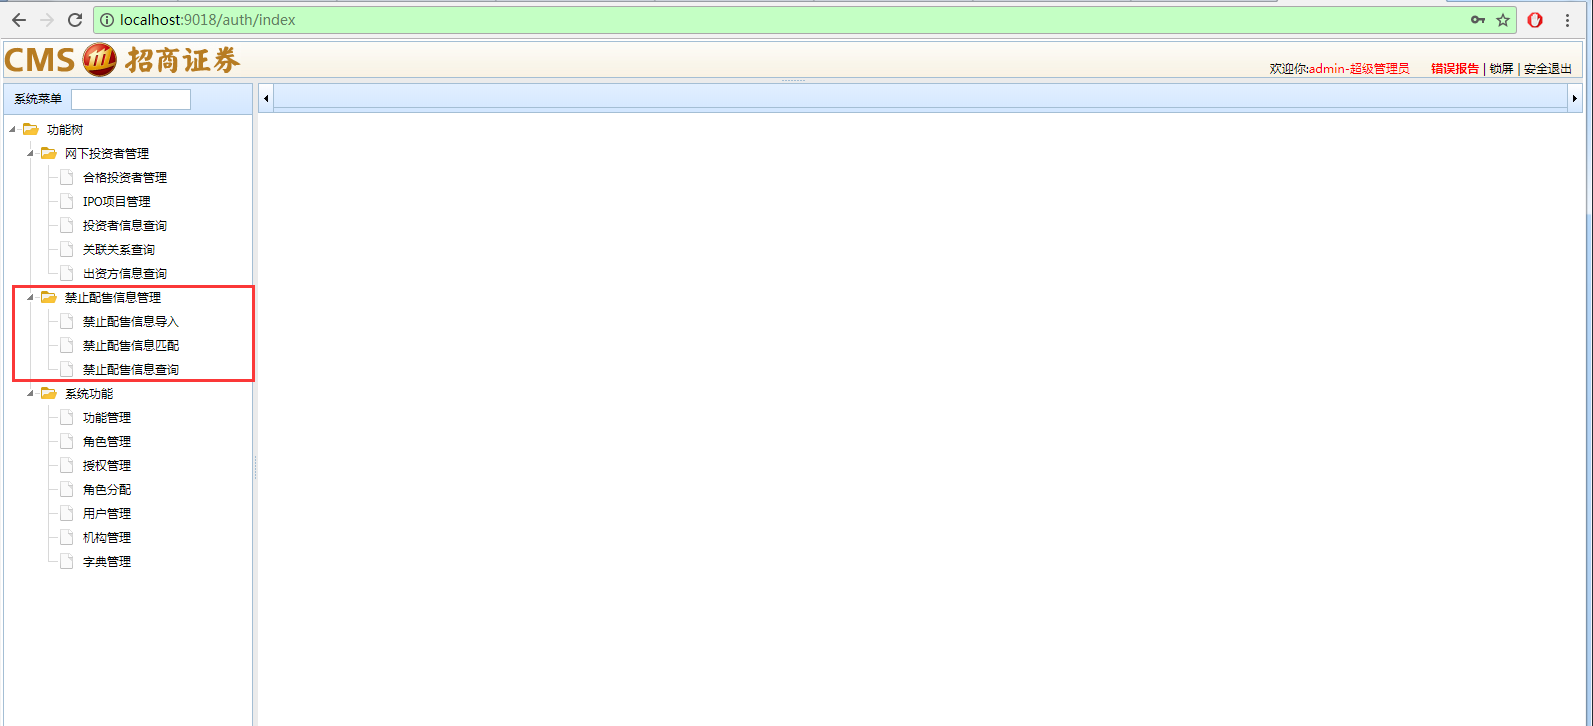 localhost:9018/auth/index
CMS 招商证券
欢迎你:admin-超级管理员 错误报告 | 锁屏 | 安全退出
系统菜单
功能树
网下投资者管理
合格投资者管理
IPO项目管理
投资者信息查询
关联关系查询
出资方信息查询
禁止配售信息管理
禁止配售信息导入
禁止配售信息匹配
禁止配售信息查询
系统功能
功能管理
角色管理
授权管理
角色分配
用户管理
机构管理
字典管理